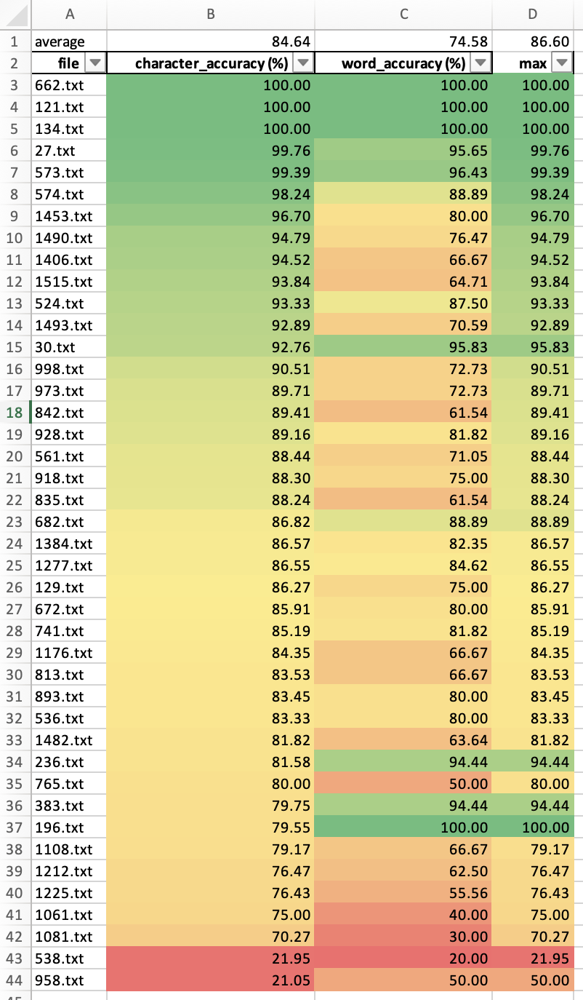 A B C D
1 average 84.64 74.58 86.60
2 file character_accuracy (%) word_accuracy (%) max
3 662.txt 100.00 100.00 100.00
4 121.txt 100.00 100.00 100.00
5 134.txt 100.00 100.00 100.00
6 27.txt 99.76 95.65 99.76
7 573.txt 99.39 96.43 99.39
8 574.txt 98.24 88.89 98.24
9 1453.txt 96.70 80.00 96.70
10 1490.txt 94.79 76.47 94.79
11 1406.txt 94.52 66.67 94.52
12 1515.txt 93.84 64.71 93.84
13 524.txt 93.33 87.50 93.33
14 1493.txt 92.89 70.59 92.89
15 30.txt 92.76 95.83 95.83
16 998.txt 90.51 72.73 90.51
17 973.txt 89.71 72.73 89.71
18 842.txt 89.41 61.54 89.41
19 928.txt 89.16 81.82 89.16
20 561.txt 88.44 71.05 88.44
21 918.txt 88.30 75.00 88.30
22 835.txt 88.24 61.54 88.24
23 682.txt 86.82 88.89 88.89
24 1384.txt 86.57 82.35 86.57
25 1277.txt 86.55 84.62 86.55
26 129.txt 86.27 75.00 86.27
27 672.txt 85.91 80.00 85.91
28 741.txt 85.19 81.82 85.19
29 1176.txt 84.35 66.67 84.35
30 813.txt 83.53 66.67 83.53
31 893.txt 83.45 80.00 83.45
32 536.txt 83.33 80.00 83.33
33 1482.txt 81.82 63.64 81.82
34 236.txt 81.58 94.44 94.44
35 765.txt 80.00 50.00 80.00
36 383.txt 79.75 94.44 94.44
37 196.txt 79.55 100.00 100.00
38 1108.txt 79.17 66.67 79.17
39 1212.txt 76.47 62.50 76.47
40 1225.txt 76.43 55.56 76.43
41 1061.txt 75.00 40.00 75.00
42 1081.txt 70.27 30.00 70.27
43 538.txt 21.95 20.00 21.95
44 958.txt 21.05 50.00 50.00